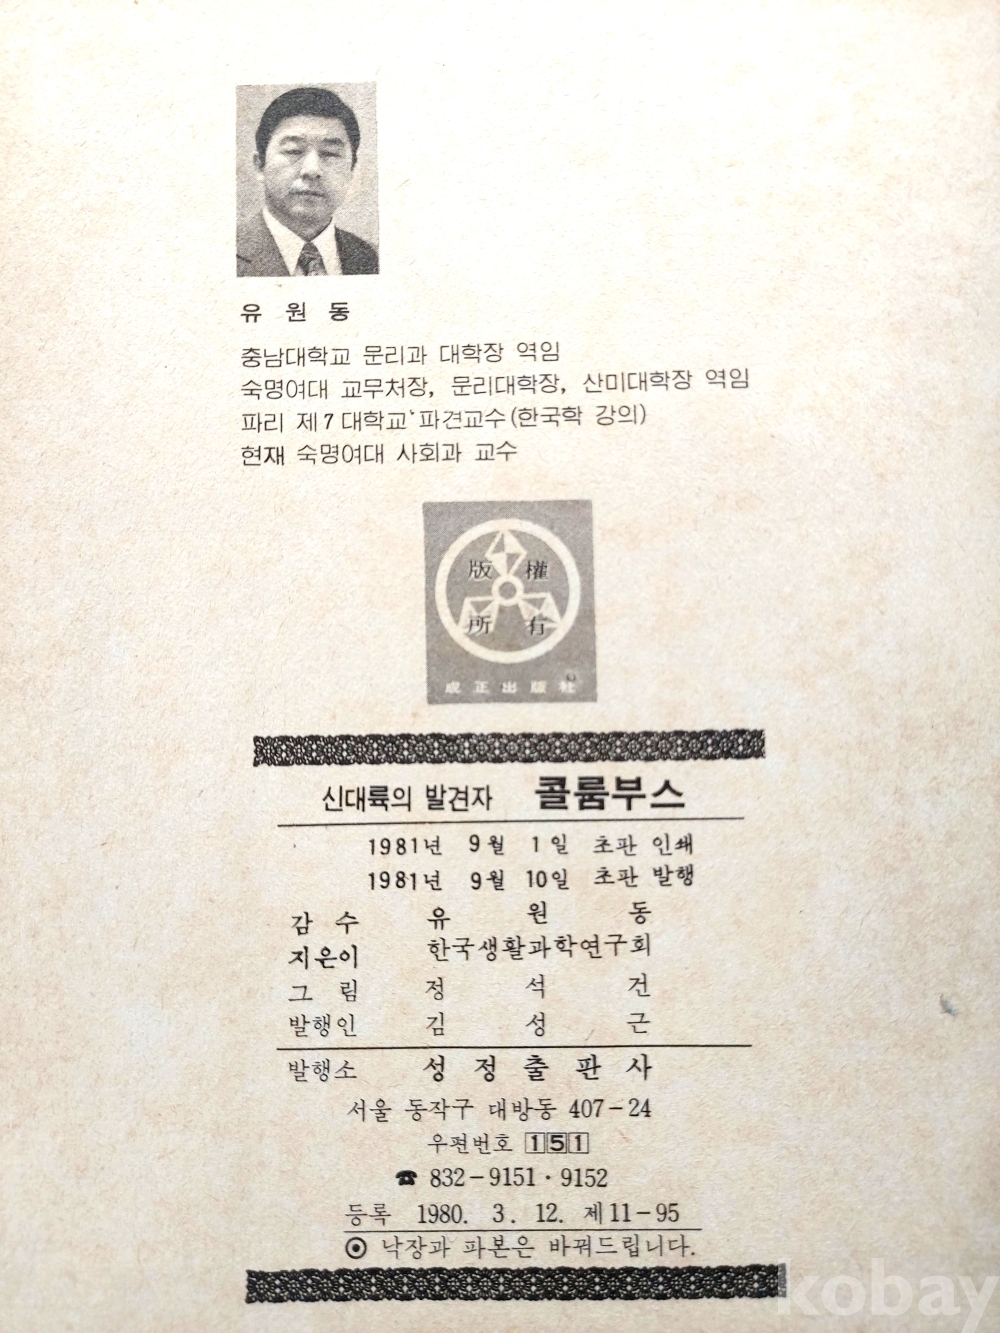 유 원 동
충남대학교 문리과 대학장 역임
숙명여대 교무처장, 문리대학장, 산미대학장 역임
파리 제7대학교 파견교수(한국학 강의)
현재 숙명여대 사회과 교수
版 權
所 有
成正出版社
신대륙의 발견자 콜룸부스
1981년 9월 1일 초판 인쇄
1981년 9월 10일 초판 발행
감 수 유 원 동
지은이 한국생활과학연구회
그 림 정 석 건
발행인 김 성 근
발행소 성 정 출 판 사
서울 동작구 대방동 407-24
우편번호 151
☎ 832-9151·9152
등록 1980. 3. 12. 제11-95
⊙ 낙장과 파본은 바꿔드립니다.
kobay